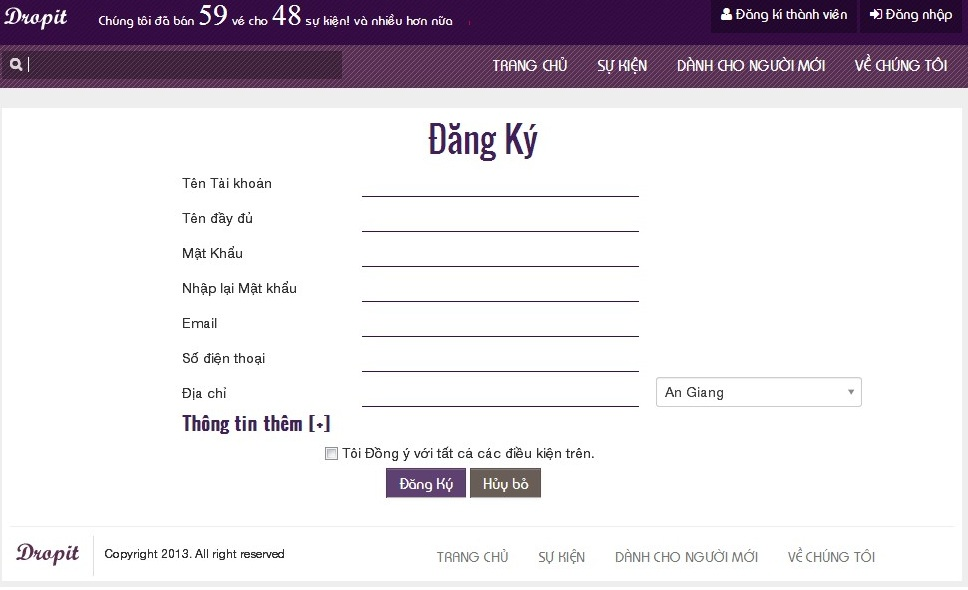 Dropit Chúng tôi đã bán 59 vé cho 48 sự kiện! và nhiều hơn nữa Đăng kí thành viên Đăng nhập
TRANG CHỦ SỰ KIỆN DÀNH CHO NGƯỜI MỚI VỀ CHÚNG TÔI
Đăng Ký
Tên Tài khoản
Tên đầy đủ
Mật Khẩu
Nhập lại Mật khẩu
Email
Số điện thoại
Địa chỉ An Giang
Thông tin thêm [+]
Tôi Đồng ý với tất cả các điều kiện trên.
Đăng Ký Hủy bỏ
Dropit Copyright 2013. All right reserved TRANG CHỦ SỰ KIỆN DÀNH CHO NGƯỜI MỚI VỀ CHÚNG TÔI